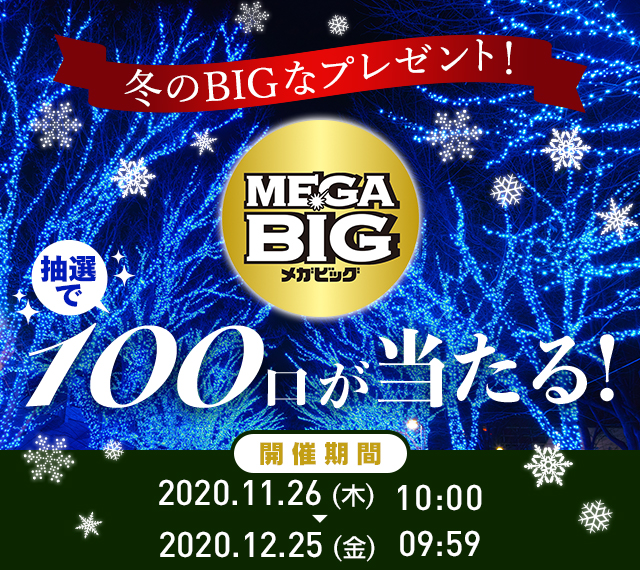 冬のBIGなプレゼント!
MEGA
BIG
メガビッグ
抽選
で
100口が当たる!
開催期間
2020.11.26 (木) 10:00
2020.12.25 (金) 09:59